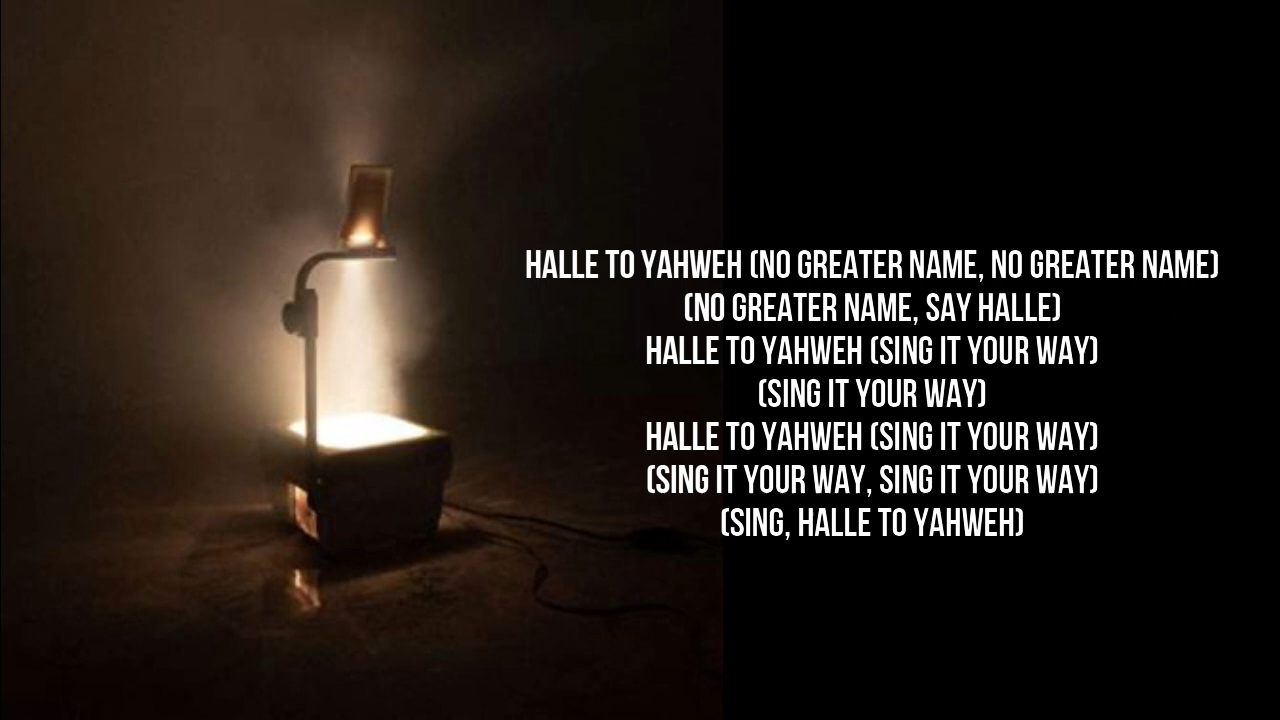 HALLE TO YAHWEH (NO GREATER NAME, NO GREATER NAME)
(NO GREATER NAME, SAY HALLE)
HALLE TO YAHWEH (SING IT YOUR WAY)
(SING IT YOUR WAY)
HALLE TO YAHWEH (SING IT YOUR WAY)
(SING IT YOUR WAY, SING IT YOUR WAY)
(SING, HALLE TO YAHWEH)